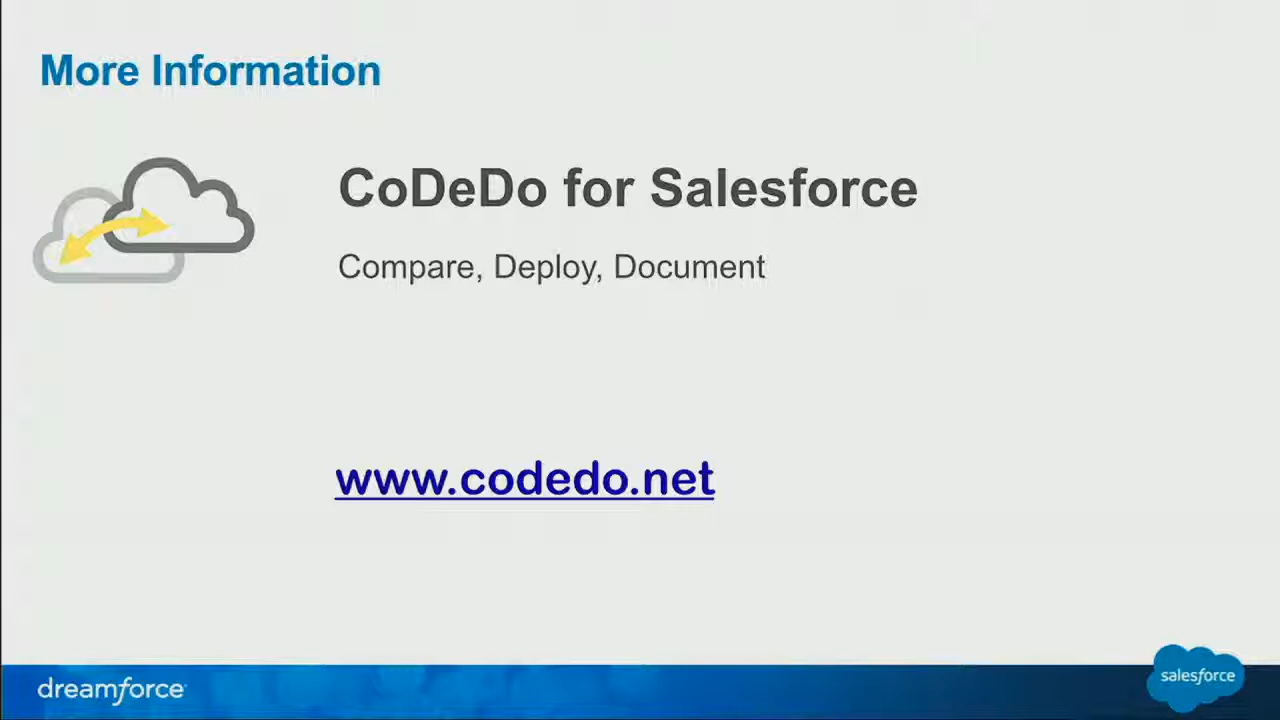 More Information
CoDeDo for Salesforce
Compare, Deploy, Document
www.codedo.net
dreamforce
salesforce